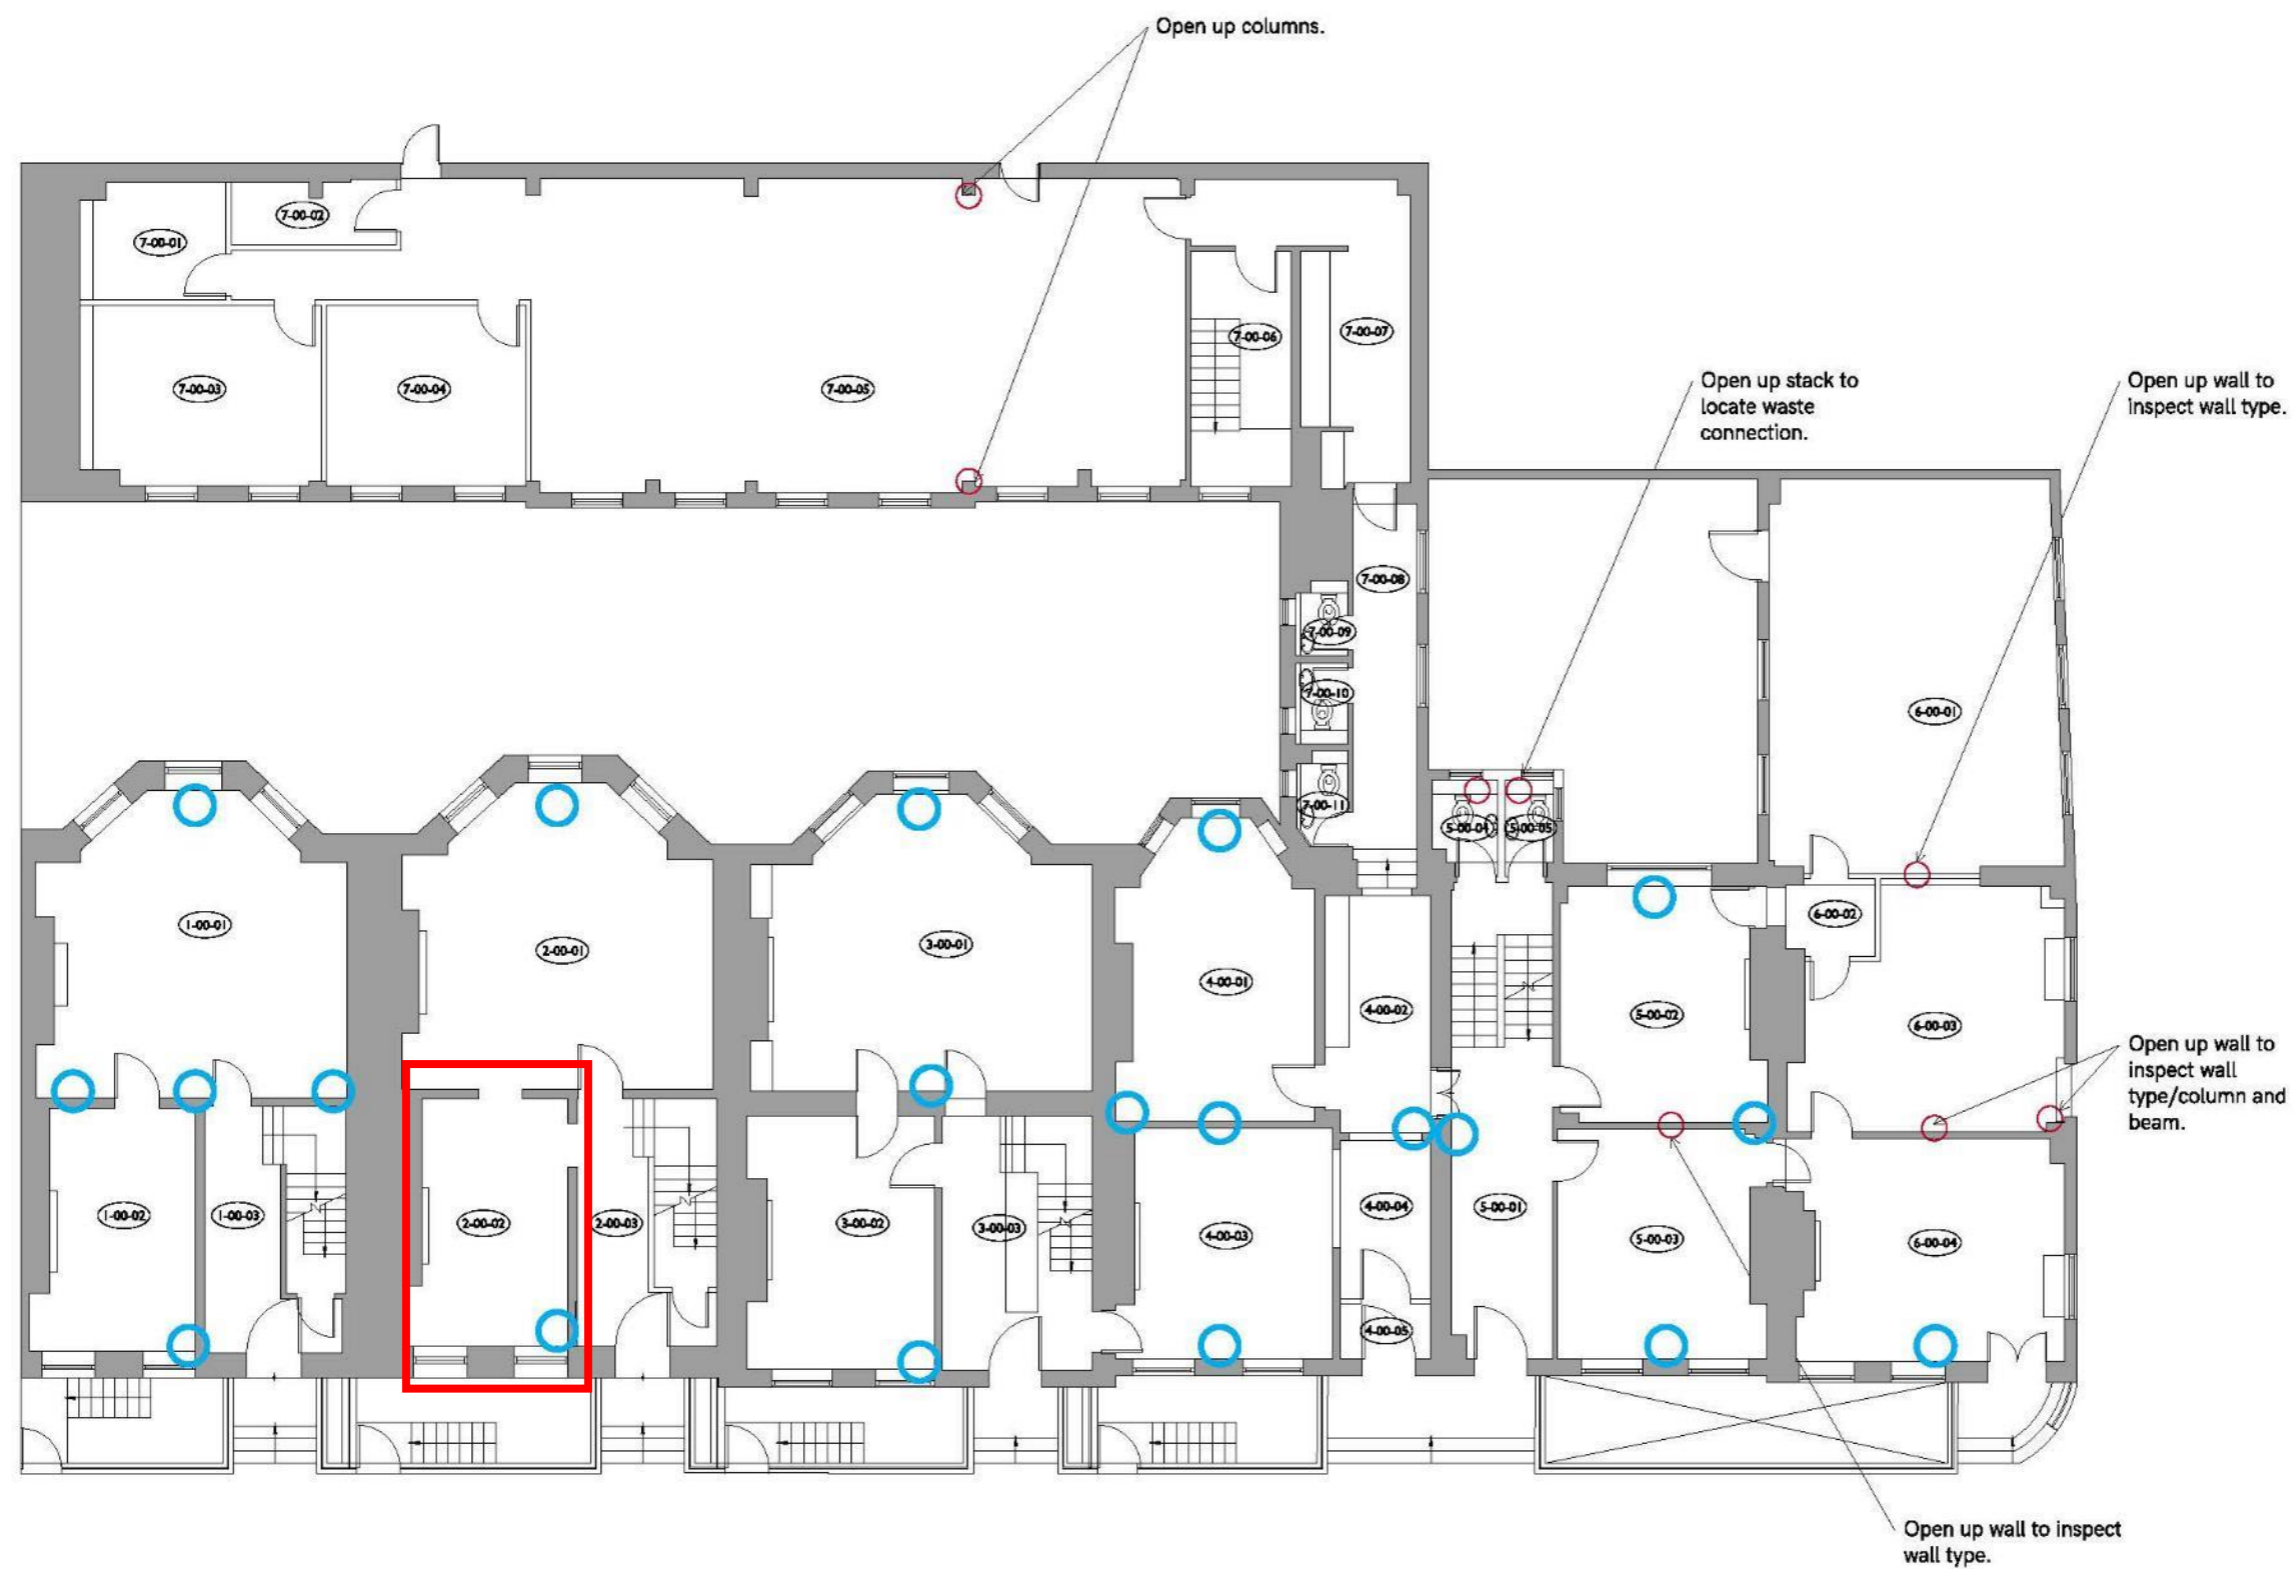 Open up columns.
7-00-02
7-00-01
7-00-06
7-00-07
7-00-03
7-00-04
7-00-05
Open up stack to
locate waste
connection.
Open up wall to
inspect wall type.
7-00-08
7-00-09
7-00-10
6-00-01
7-00-11
5-00-04
5-00-05
1-00-01
2-00-01
3-00-01
4-00-01
4-00-02
5-00-02
6-00-02
6-00-03
Open up wall to
inspect wall
type/column and
beam.
1-00-02
1-00-03
2-00-02
2-00-03
3-00-02
3-00-03
4-00-03
4-00-04
5-00-01
5-00-03
6-00-04
4-00-05
Open up wall to inspect
wall type.